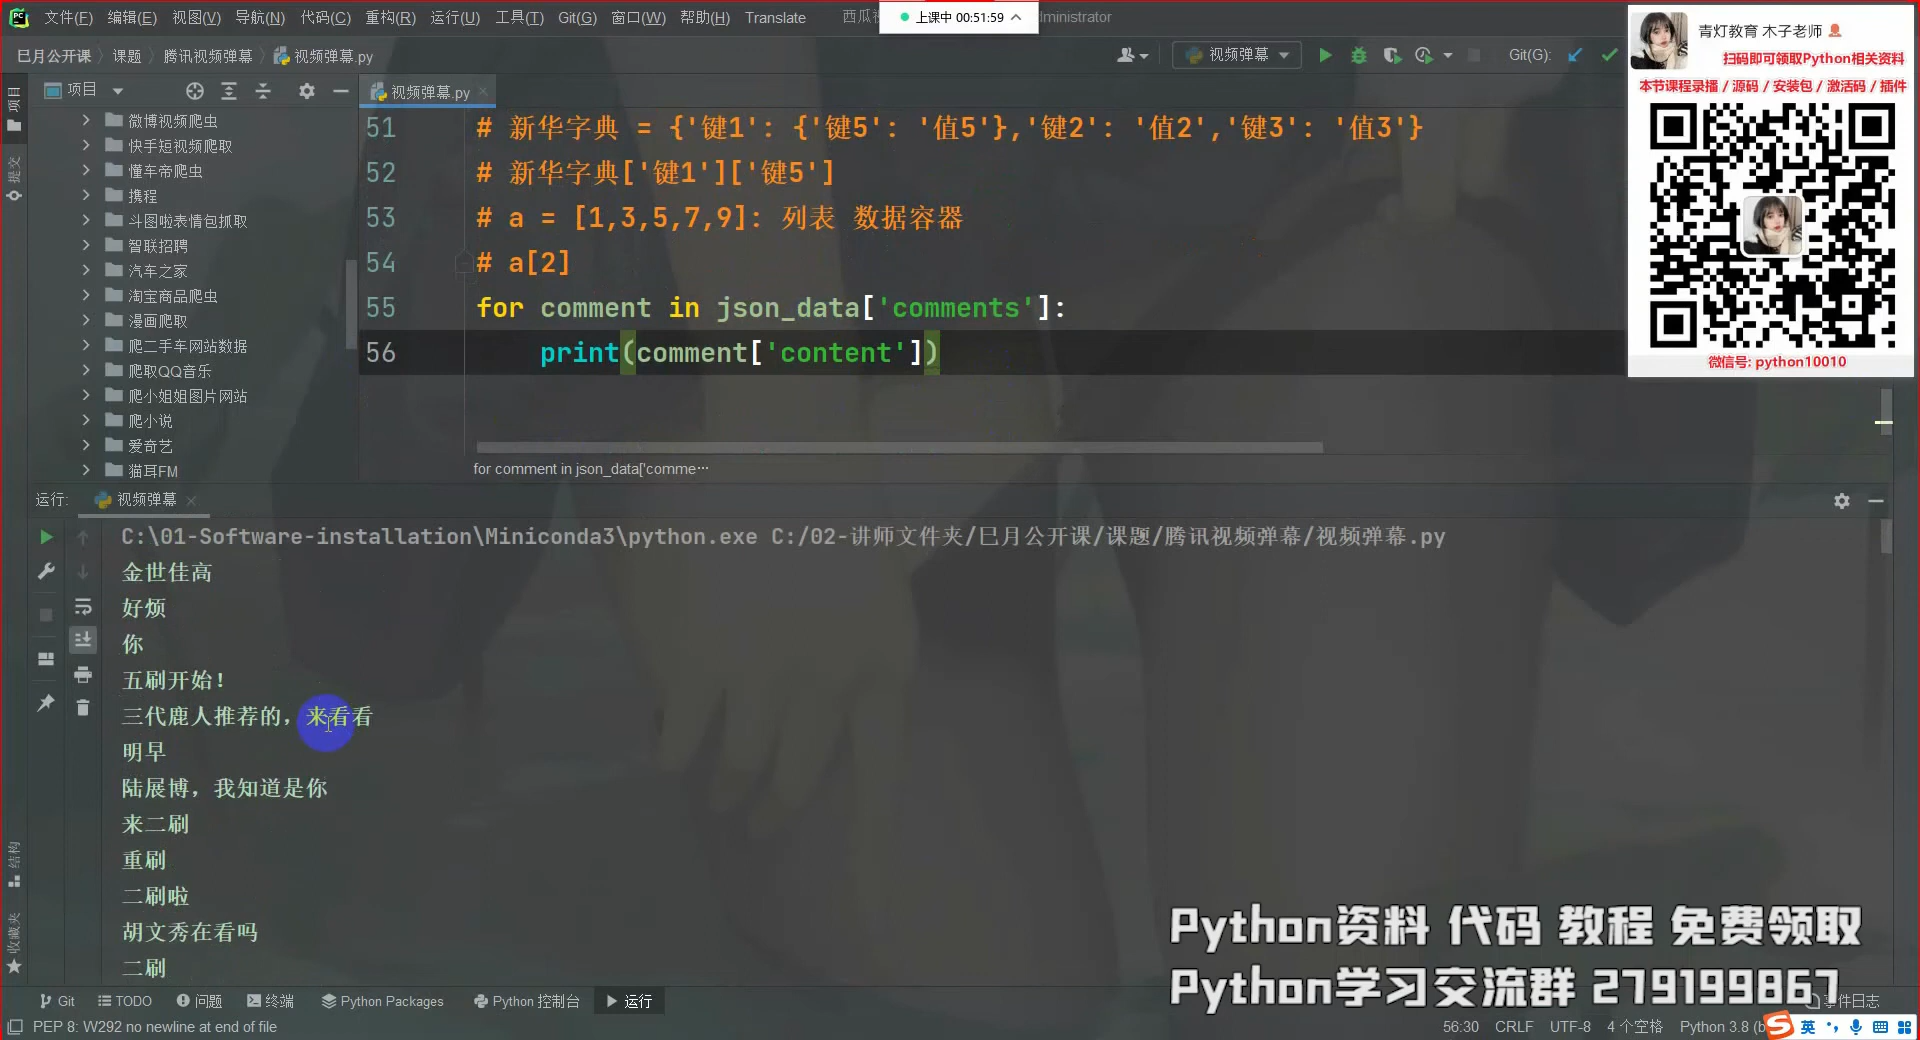 文件(F) 编辑(E) 视图(V) 导航(N) 代码(C) 重构(R) 运行(U) 工具(T) Git(G) 窗口(W) 帮助(H) Translate
上课中 00:51:59
青灯教育 木子老师
扫码即可领取Python相关资料
本节课程录播 / 源码 / 安装包 / 激活码 / 插件
微信号: python10010
巳月公开课 课题 腾讯视频弹幕 视频弹幕.py
视频弹幕
Git(G):
项目
提交
结构
收藏夹
项目
微博视频爬虫
快手短视频爬取
懂车帝爬虫
携程
斗图啦表情包抓取
智联招聘
汽车之家
淘宝商品爬虫
漫画爬取
爬二手车网站数据
爬取QQ音乐
爬小姐姐图片网站
爬小说
爱奇艺
猫耳FM
视频弹幕.py
51 # 新华字典 = {'键1': {'键5': '值5'},'键2': '值2','键3': '值3'}
52 # 新华字典['键1']['键5']
53 # a = [1,3,5,7,9]: 列表 数据容器
54 # a[2]
55 for comment in json_data['comments']:
56 print(comment['content'])
for comment in json_data['comme…
运行: 视频弹幕
C:\01-Software-installation\Miniconda3\python.exe C:/02-讲师文件夹/巳月公开课/课题/腾讯视频弹幕/视频弹幕.py
金世佳高
好烦
你
五刷开始！
三代鹿人推荐的，来看看
明早
陆展博，我知道是你
来二刷
重刷
二刷啦
胡文秀在看吗
二刷
Python资料 代码 教程 免费领取
Python学习交流群 279199867
Git TODO 问题 终端 Python Packages Python 控制台 运行 事件日志
PEP 8: W292 no newline at end of file
56:30 CRLF UTF-8 4 个空格 Python 3.8 (b
英